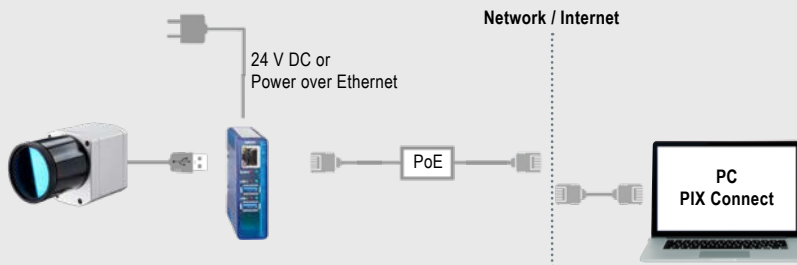 Network / Internet
24 V DC or
Power over Ethernet
PoE
PC
PIX Connect